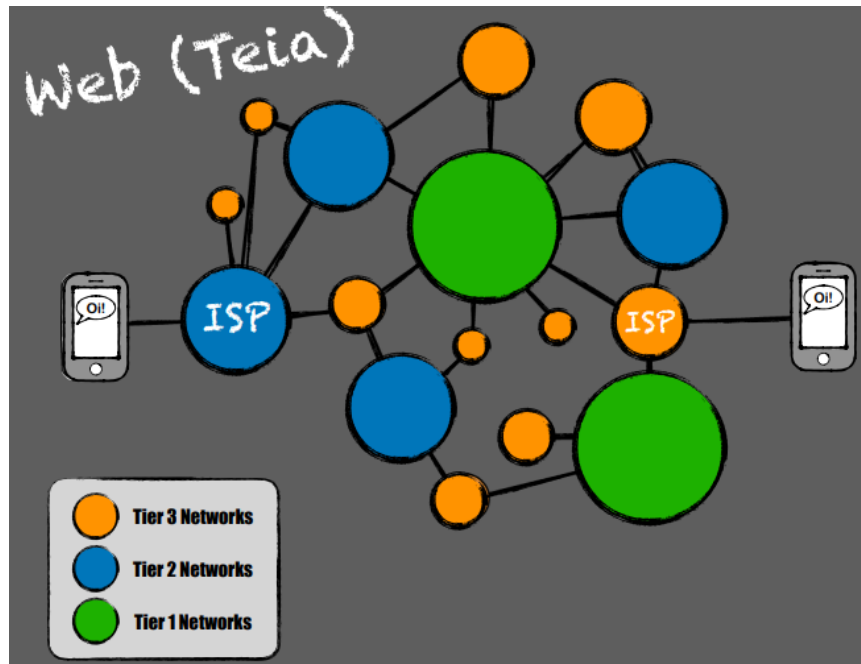 Web (Teia)
Oi!
ISP
ISP
Oi!
Tier 3 Networks
Tier 2 Networks
Tier 1 Networks